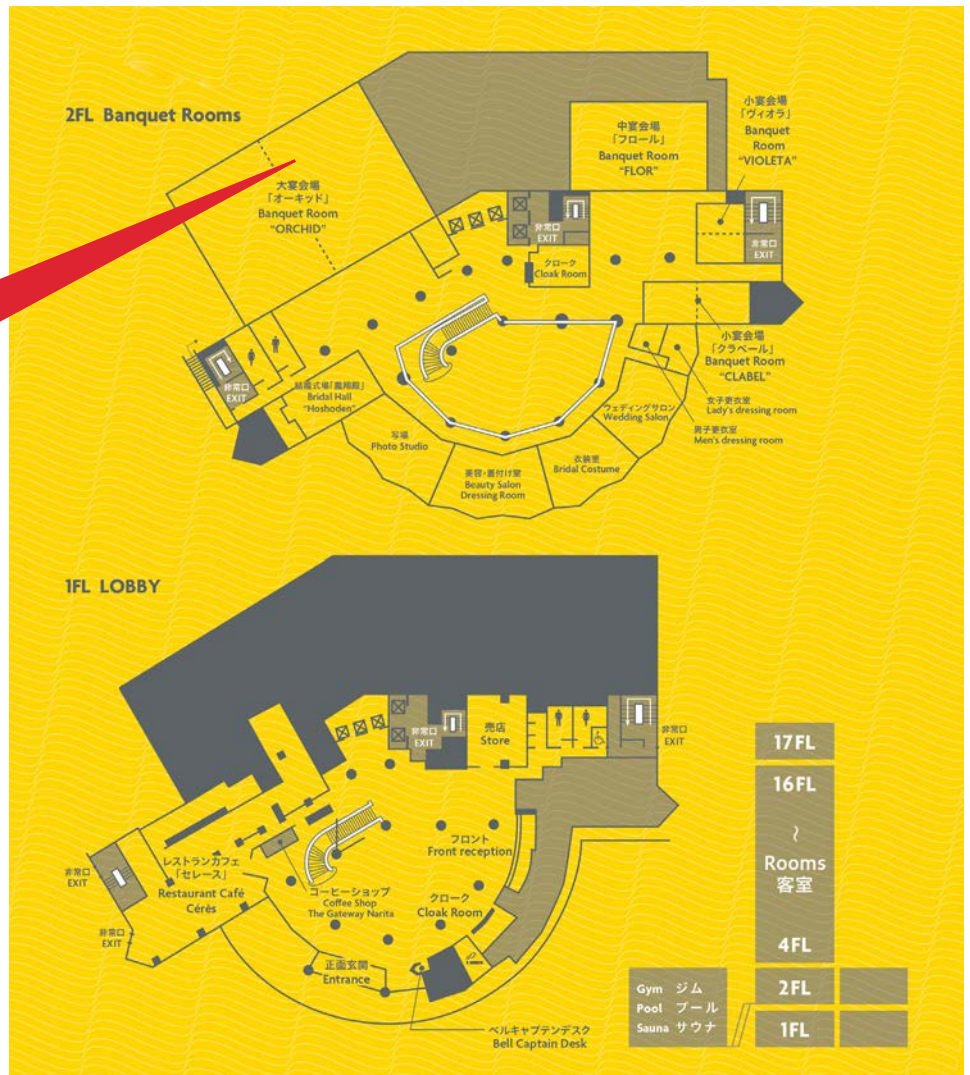 2FL Banquet Rooms
大宴会場
「オーキッド」
Banquet Room
“ORCHID”
中宴会場
「フロール」
Banquet Room
“FLOR”
小宴会場
「ヴィオラ」
Banquet
Room
“VIOLETA”
非常口
EXIT
クローク
Cloak Room
非常口
EXIT
小宴会場
「クラベール」
Banquet Room
“CLABEL”
女子更衣室
Lady's dressing room
男子更衣室
Men's dressing room
ウェディングサロン
Wedding Salon
衣装室
Bridal Costume
美容・着付け室
Beauty Salon
Dressing Room
写場
Photo Studio
結婚式場「鳳翔殿」
Bridal Hall
“Hoshoden”
非常口
EXIT
1FL LOBBY
非常口
EXIT
売店
Store
非常口
EXIT
フロント
Front reception
クローク
Cloak Room
コーヒーショップ
Coffee Shop
The Gateway Narita
レストランカフェ
「セレース」
Restaurant Café
Cérès
非常口
EXIT
非常口
EXIT
正面玄関
Entrance
ベルキャプテンデスク
Bell Captain Desk
17FL
16FL
〜
Rooms
客室
4FL
2FL
1FL
Gym ジム
Pool プール
Sauna サウナ